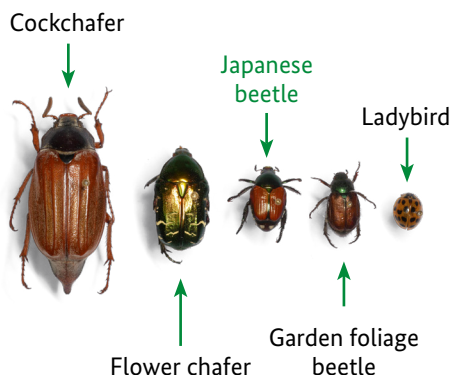 Cockchafer
Japanese
beetle
Ladybird
Flower chafer
Garden foliage
beetle